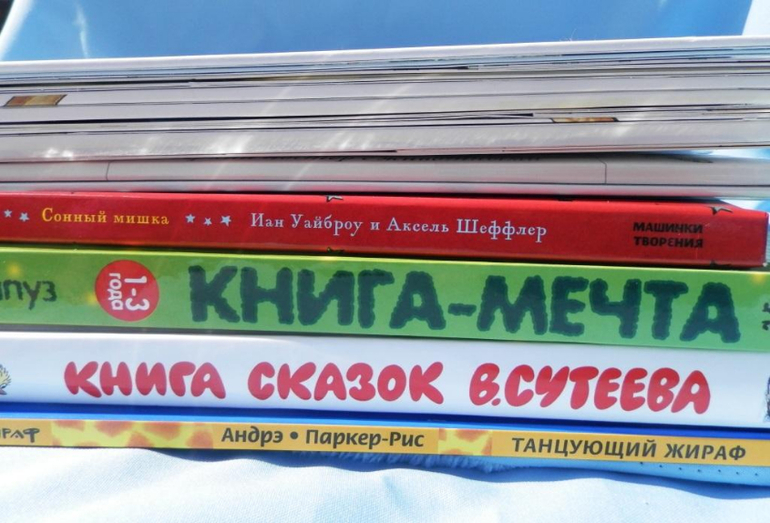 Сонный мишка Иан Уайброу и Аксель Шеффлер
МАШИНКИ
ТВОРЕНИЯ
1-3
года
КНИГА-МЕЧТА
КНИГА СКАЗОК В.СУТЕЕВА
Андрэ • Паркер-Рис ТАНЦУЮЩИЙ ЖИРАФ